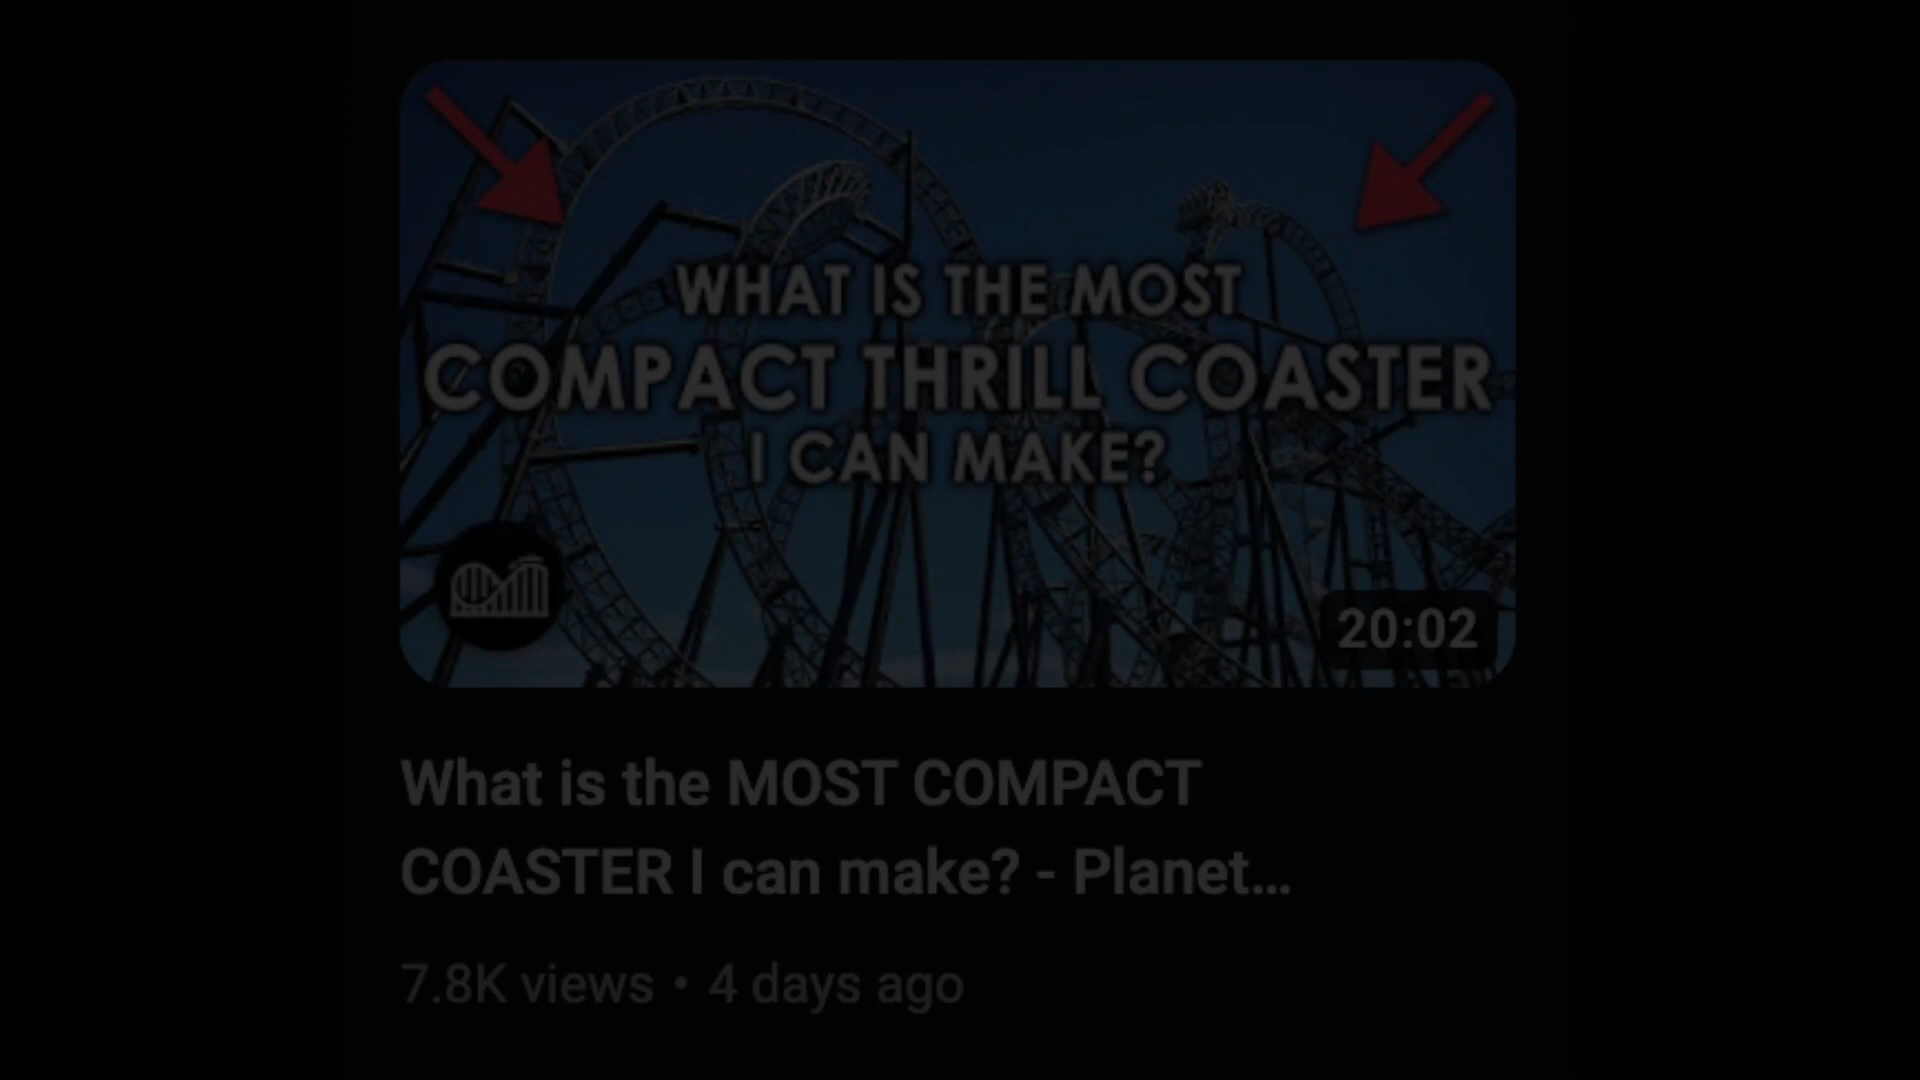 WHAT IS THE MOST
COMPACT THRILL COASTER
I CAN MAKE?
20:02
What is the MOST COMPACT
COASTER I can make? - Planet...
7.8K views • 4 days ago